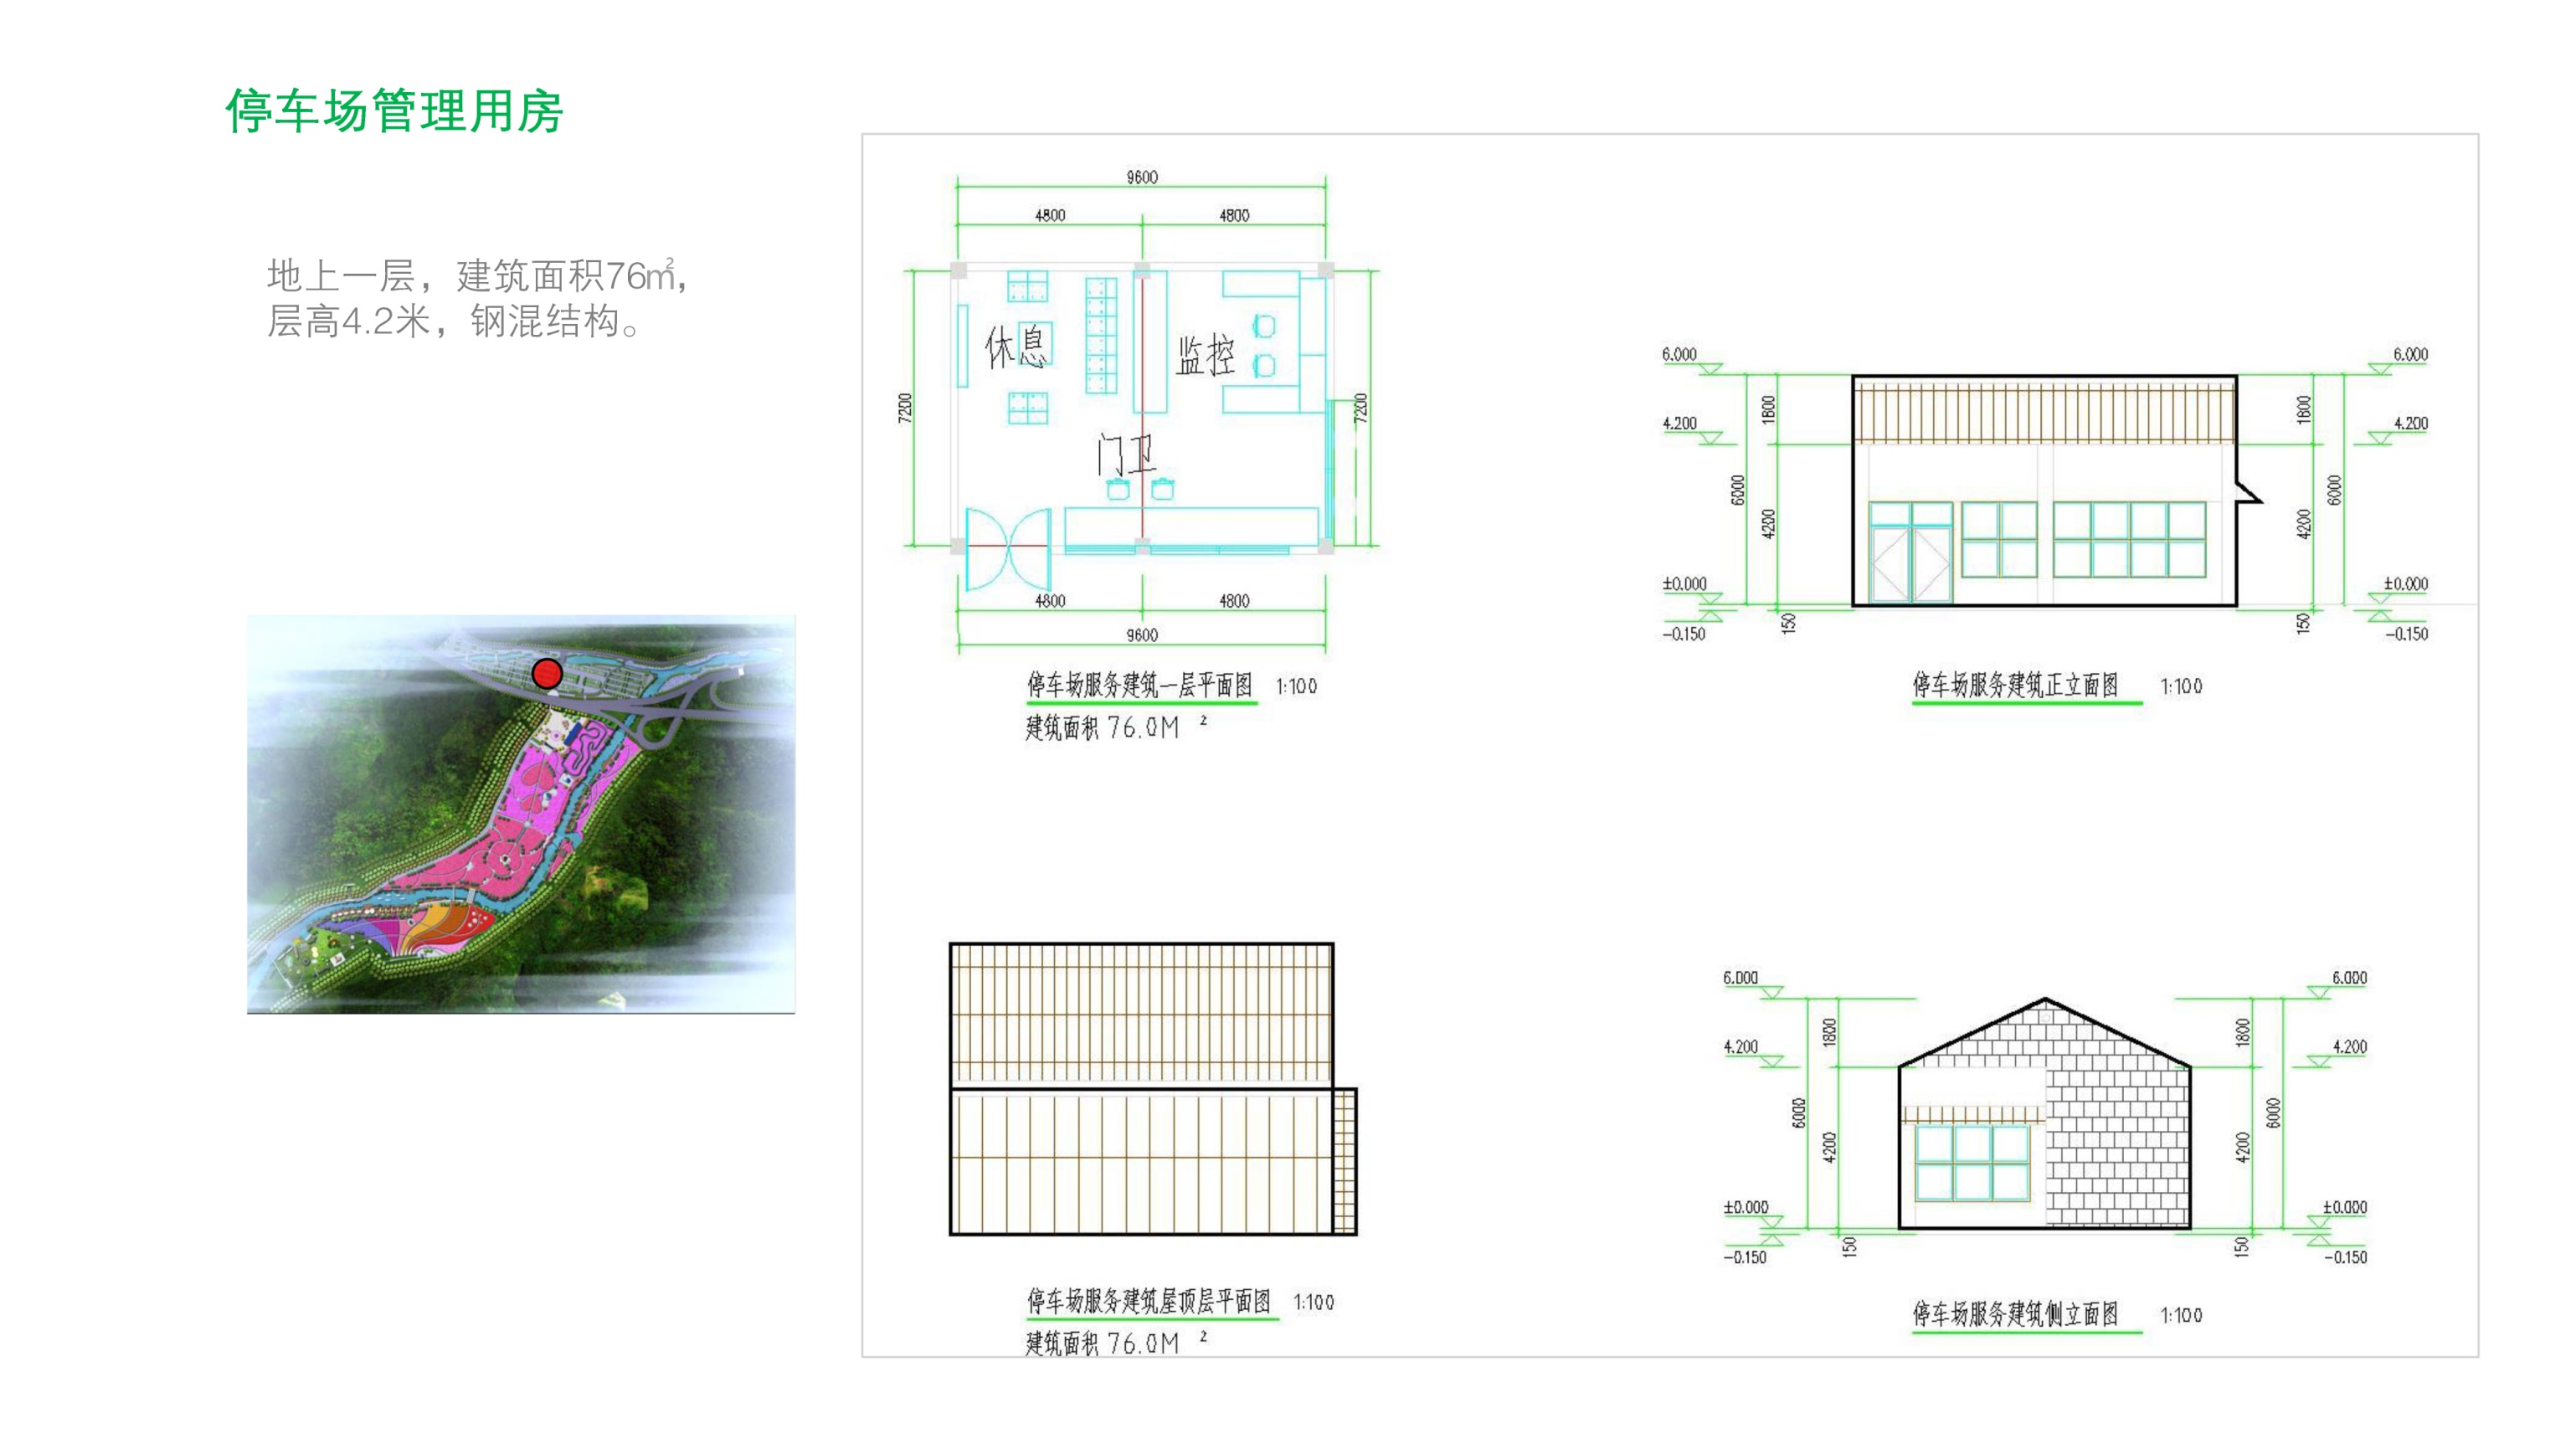 停车场管理用房
地上一层，建筑面积76㎡，
层高4.2米，钢混结构。
9600
4800 4800
7200 7200
休息
监控
门卫
4800 4800
9600
停车场服务建筑一层平面图 1:100
建筑面积 76.0M ²
6.000 6.000
1800 1800
4.200 4.200
6000 6000
4200 4200
±0.000 ±0.000
150 150
-0.150 -0.150
停车场服务建筑正立面图 1:100
停车场服务建筑屋顶层平面图 1:100
建筑面积 76.0M ²
6.000 6.000
1800 1800
4.200 4.200
6000 6000
4200 4200
±0.000 ±0.000
150 150
-0.150 -0.150
停车场服务建筑侧立面图 1:100